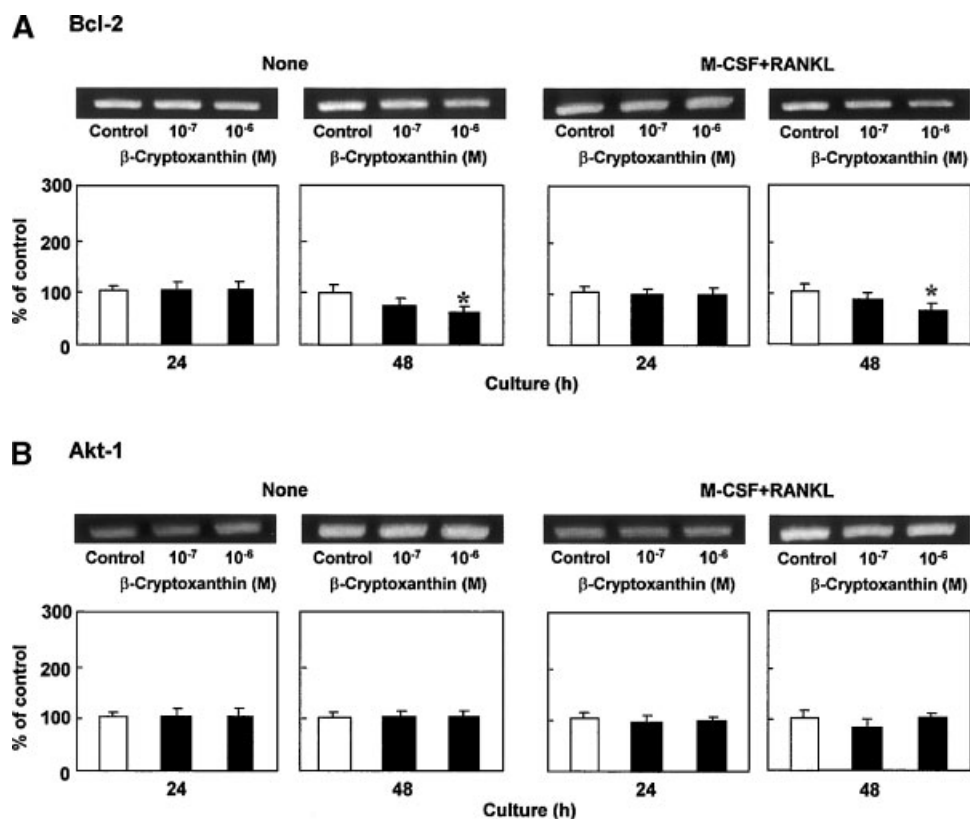 A Bcl-2
None M-CSF+RANKL
Control 10⁻⁷ 10⁻⁶ Control 10⁻⁷ 10⁻⁶ Control 10⁻⁷ 10⁻⁶ Control 10⁻⁷ 10⁻⁶
β-Cryptoxanthin (M) β-Cryptoxanthin (M) β-Cryptoxanthin (M) β-Cryptoxanthin (M)
% of control
300
200
100
0
* *
24 48 24 48
Culture (h)
B Akt-1
None M-CSF+RANKL
Control 10⁻⁷ 10⁻⁶ Control 10⁻⁷ 10⁻⁶ Control 10⁻⁷ 10⁻⁶ Control 10⁻⁷ 10⁻⁶
β-Cryptoxanthin (M) β-Cryptoxanthin (M) β-Cryptoxanthin (M) β-Cryptoxanthin (M)
% of control
300
200
100
0
24 48 24 48
Culture (h)